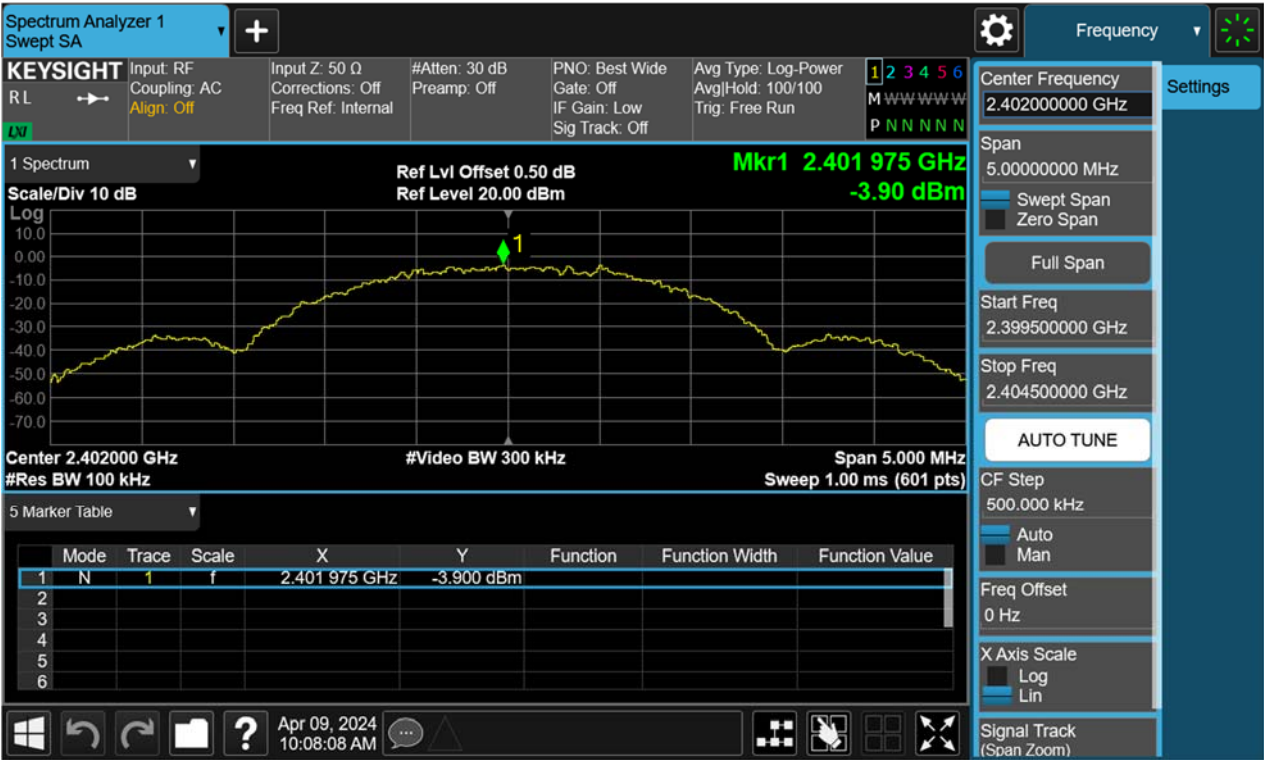 Spectrum Analyzer 1
Swept SA
+
Frequency
KEYSIGHT
RL
LXI
Input: RF
Coupling: AC
Align: Off
Input Z: 50 Ω
Corrections: Off
Freq Ref: Internal
#Atten: 30 dB
Preamp: Off
PNO: Best Wide
Gate: Off
IF Gain: Low
Sig Track: Off
Avg Type: Log-Power
Avg|Hold: 100/100
Trig: Free Run
1 2 3 4 5 6
M W W W W W
P N N N N N
1 Spectrum
Scale/Div 10 dB
Ref Lvl Offset 0.50 dB
Ref Level 20.00 dBm
Mkr1 2.401 975 GHz
-3.90 dBm
Log
10.0
0.00
-10.0
-20.0
-30.0
-40.0
-50.0
-60.0
-70.0
1
Center 2.402000 GHz
#Video BW 300 kHz
Span 5.000 MHz
#Res BW 100 kHz
Sweep 1.00 ms (601 pts)
5 Marker Table
Mode Trace Scale X Y Function Function Width Function Value
1 N 1 f 2.401 975 GHz -3.900 dBm
2
3
4
5
6
?
Apr 09, 2024
10:08:08 AM
Center Frequency
2.402000000 GHz
Settings
Span
5.00000000 MHz
Swept Span
Zero Span
Full Span
Start Freq
2.399500000 GHz
Stop Freq
2.404500000 GHz
AUTO TUNE
CF Step
500.000 kHz
Auto
Man
Freq Offset
0 Hz
X Axis Scale
Log
Lin
Signal Track
(Span Zoom)